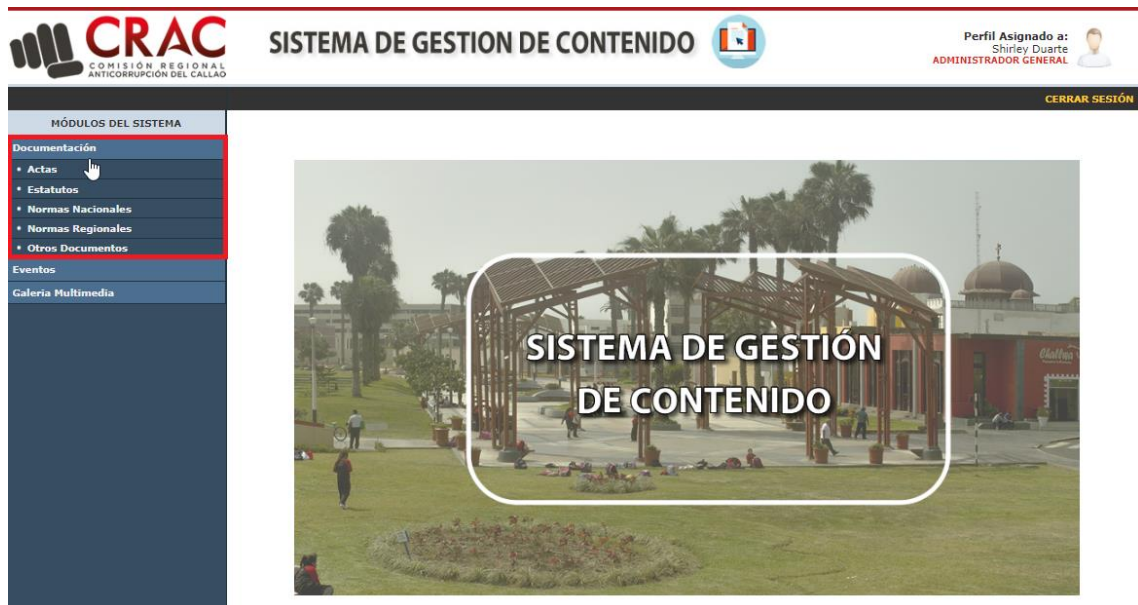 CRAC
COMISIÓN REGIONAL
ANTICORRUPCIÓN DEL CALLAO
SISTEMA DE GESTION DE CONTENIDO
Perfil Asignado a:
Shirley Duarte
ADMINISTRADOR GENERAL
CERRAR SESIÓN
MÓDULOS DEL SISTEMA
Documentación
• Actas
• Estatutos
• Normas Nacionales
• Normas Regionales
• Otros Documentos
Eventos
Galeria Multimedia
SISTEMA DE GESTIÓN
DE CONTENIDO